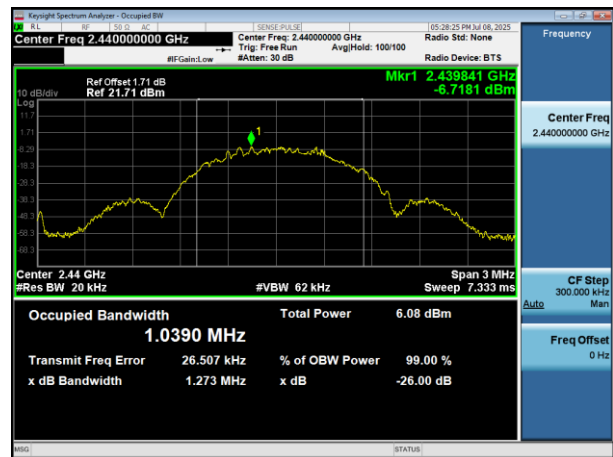 Keysight Spectrum Analyzer - Occupied BW
RL RF 50 Ω AC SENSE:PULSE 05:28:25 PM Jul 08, 2025
Center Freq 2.440000000 GHz Center Freq: 2.440000000 GHz Radio Std: None
Trig: Free Run Avg|Hold: 100/100
#IFGain:Low #Atten: 30 dB Radio Device: BTS
Ref Offset 1.71 dB Mkr1 2.439841 GHz
10 dB/div Ref 21.71 dBm -6.7181 dBm
Log
11.7
1.71
-8.29
-18.3
-28.3
-38.3
-48.3
-58.3
-68.3
1
Center 2.44 GHz Span 3 MHz
#Res BW 20 kHz #VBW 62 kHz Sweep 7.333 ms
Occupied Bandwidth Total Power 6.08 dBm
1.0390 MHz
Transmit Freq Error 26.507 kHz % of OBW Power 99.00 %
x dB Bandwidth 1.273 MHz x dB -26.00 dB
MSG STATUS
Frequency
Center Freq
2.440000000 GHz
CF Step
300.000 kHz
Auto Man
Freq Offset
0 Hz